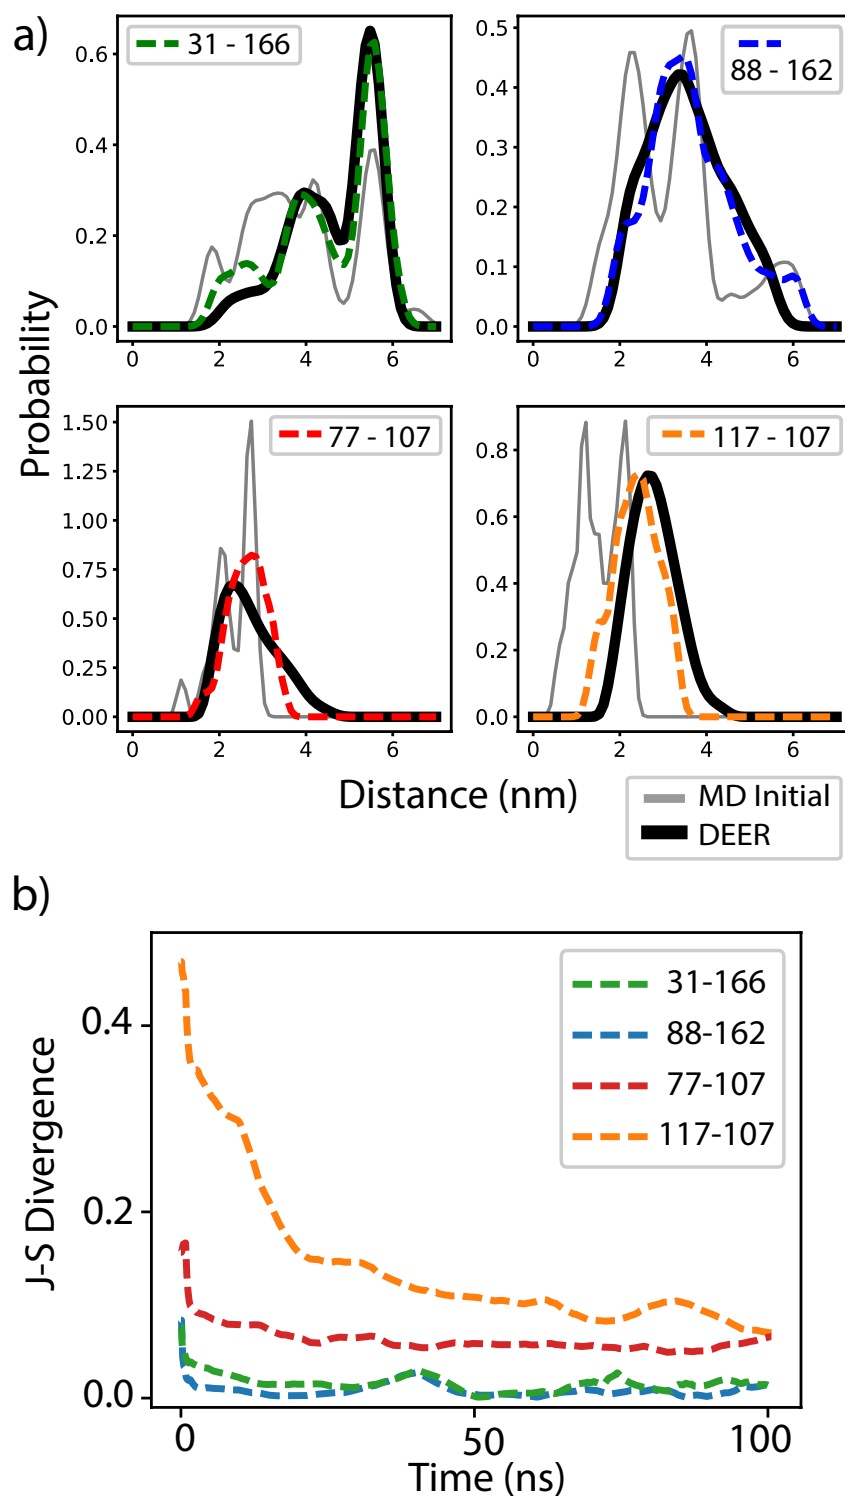 a)
31 - 166
88 - 162
0.6
0.4
0.2
0.0
0 2 4 6
0.5
0.4
0.3
0.2
0.1
0.0
0 2 4 6
Probability
77 - 107
117 - 107
1.50
1.25
1.00
0.75
0.50
0.25
0.00
0 2 4 6
0.8
0.6
0.4
0.2
0.0
0 2 4 6
Distance (nm)
MD Initial
DEER
b)
J-S Divergence
0.4
0.2
0.0
31-166
88-162
77-107
117-107
0 50 100
Time (ns)